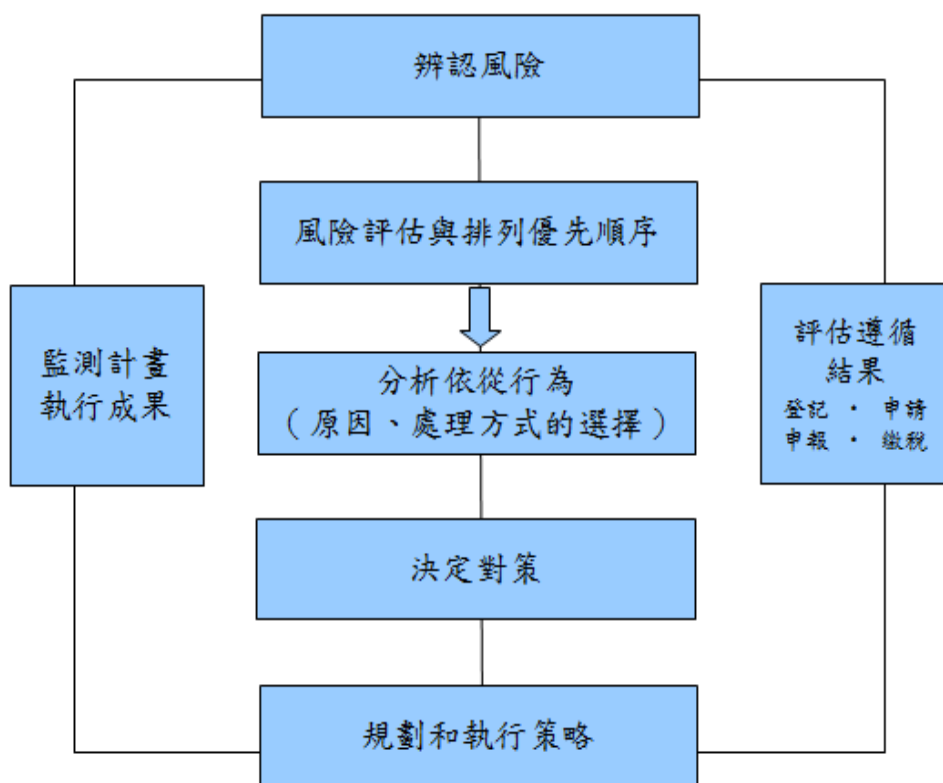 辨認風險
風險評估與排列優先順序
監測計畫
執行成果
分析依從行為
（原因、處理方式的選擇）
評估遵循
結果
登記 · 申請
申報 · 繳稅
決定對策
規劃和執行策略